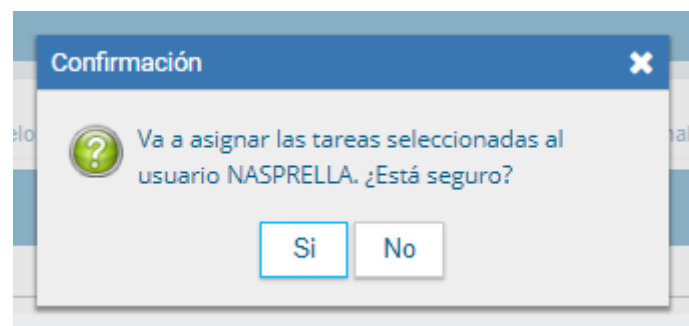 Confirmación
Va a asignar las tareas seleccionadas al
usuario NASPRELLA. ¿Está seguro?
Si
No